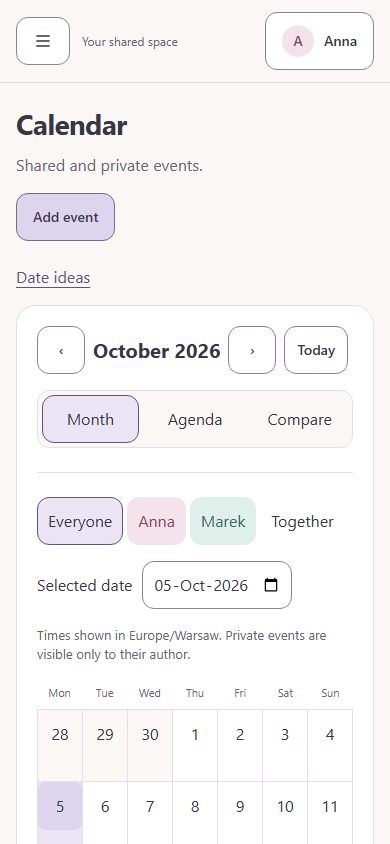 ☰ Your shared space A Anna
Calendar
Shared and private events.
Add event
Date ideas
‹ October 2026 › Today
Month Agenda Compare
Everyone Anna Marek Together
Selected date 05-Oct-2026
Times shown in Europe/Warsaw. Private events are
visible only to their author.
Mon Tue Wed Thu Fri Sat Sun
28 29 30 1 2 3 4
5 6 7 8 9 10 11